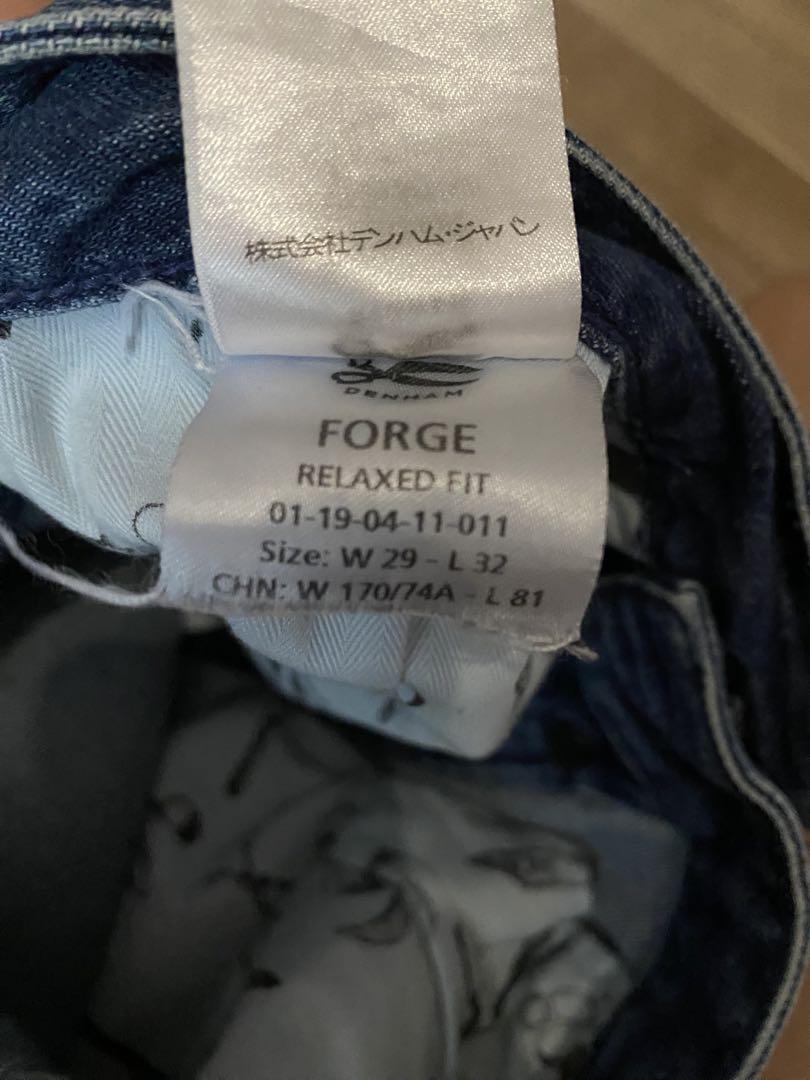 株式会社デンハム・ジャパン
DENHAM
FORGE
RELAXED FIT
01-19-04-11-011
Size: W 29 - L 32
CHN: W 170/74A - L 81